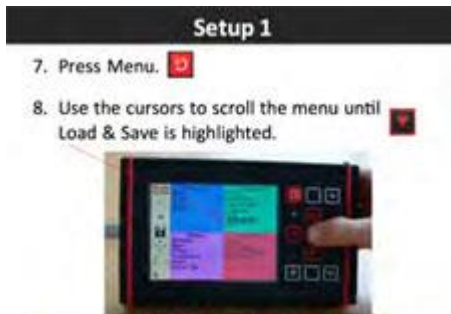 Setup 1
7. Press Menu.
8. Use the cursors to scroll the menu until
Load & Save is highlighted.